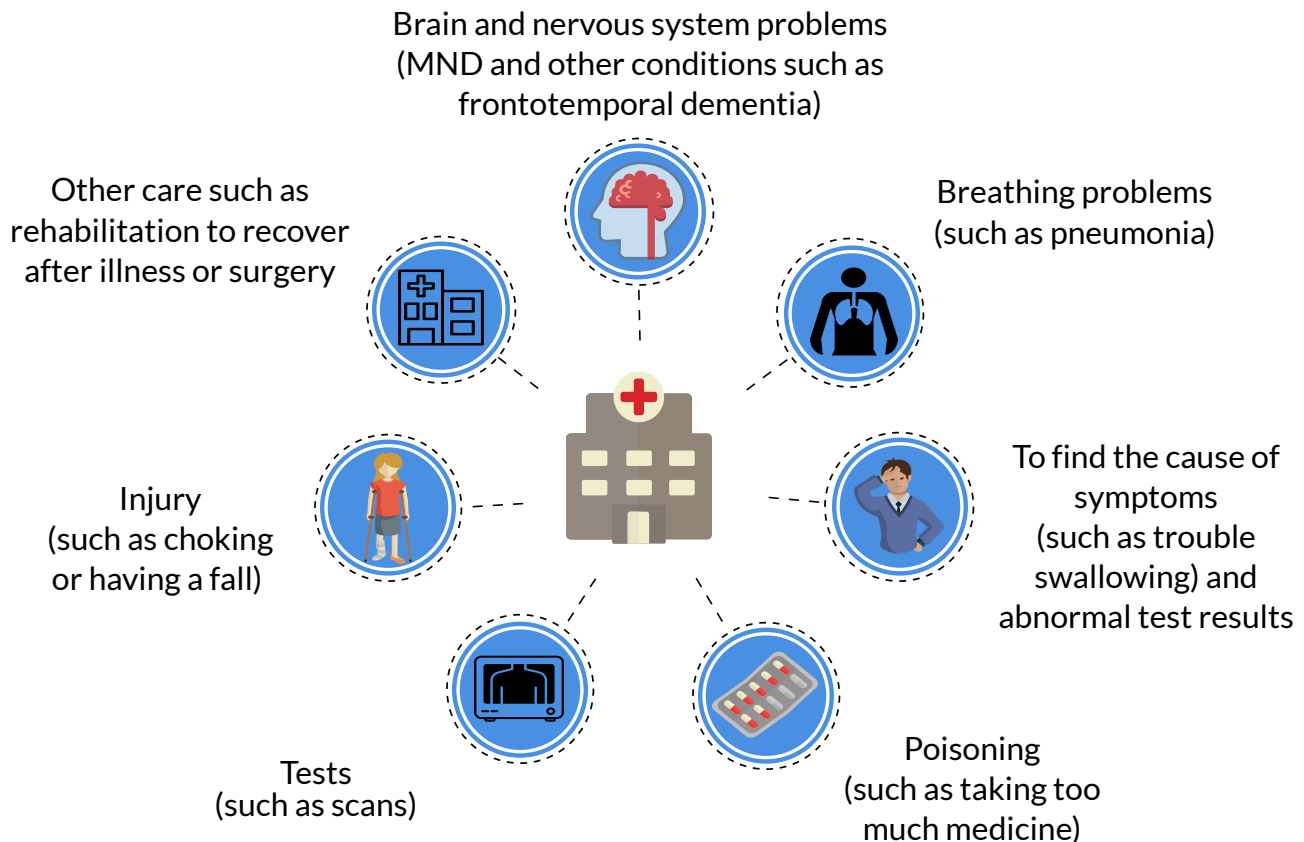 Brain and nervous system problems
(MND and other conditions such as
frontotemporal dementia)
Other care such as
rehabilitation to recover
after illness or surgery
Breathing problems
(such as pneumonia)
Injury
(such as choking
or having a fall)
To find the cause of
symptoms
(such as trouble
swallowing) and
abnormal test results
Tests
(such as scans)
Poisoning
(such as taking too
much medicine)